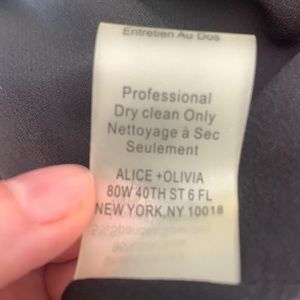 Entretien Au Dos
Professional
Dry clean Only
Nettoyage à Sec
Seulement
ALICE +OLIVIA
80W 40TH ST 6 FL
NEW YORK,NY 10018